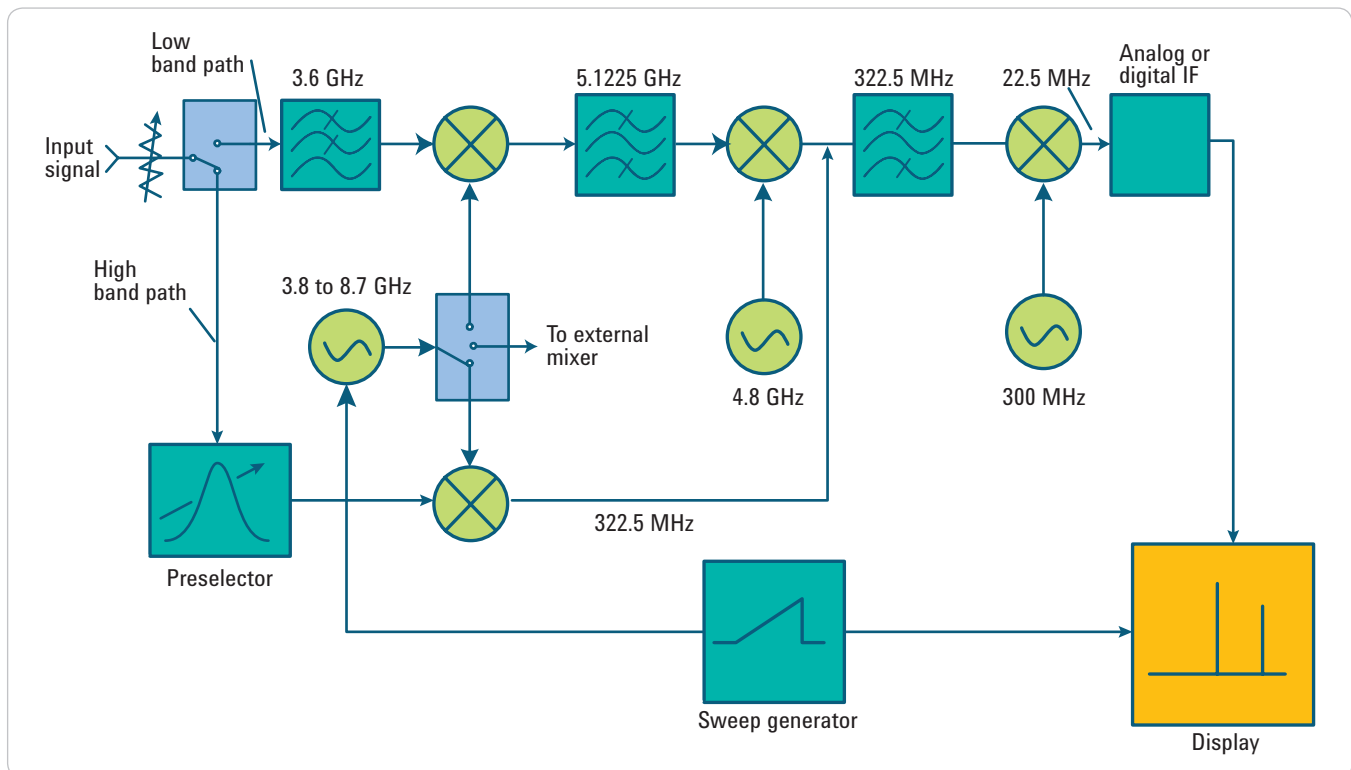 Low
band path
3.6 GHz
5.1225 GHz
322.5 MHz
22.5 MHz
Analog or
digital IF
Input
signal
High
band path
3.8 to 8.7 GHz
To external
mixer
4.8 GHz
300 MHz
322.5 MHz
Preselector
Sweep generator
Display